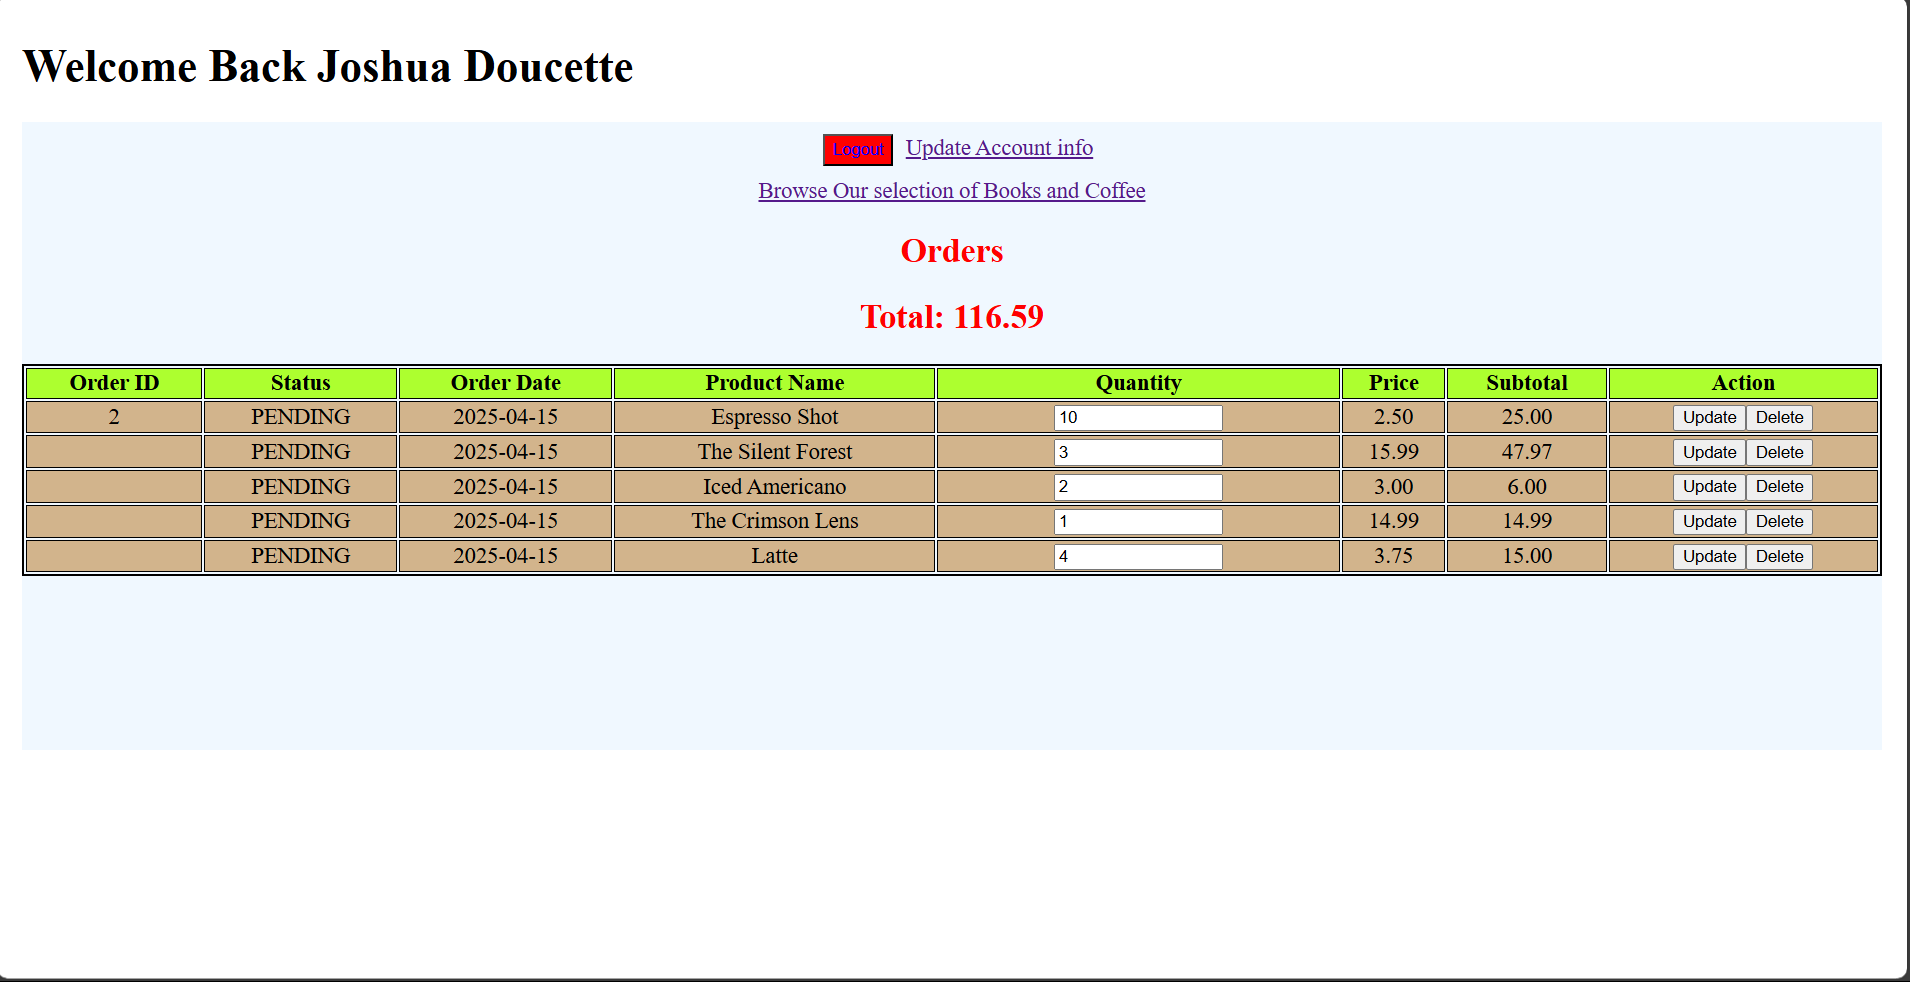 Welcome Back Joshua Doucette
Logout Update Account info
Browse Our selection of Books and Coffee
Orders
Total: 116.59
Order ID Status Order Date Product Name Quantity Price Subtotal Action
2 PENDING 2025-04-15 Espresso Shot 10 2.50 25.00 Update Delete
PENDING 2025-04-15 The Silent Forest 3 15.99 47.97 Update Delete
PENDING 2025-04-15 Iced Americano 2 3.00 6.00 Update Delete
PENDING 2025-04-15 The Crimson Lens 1 14.99 14.99 Update Delete
PENDING 2025-04-15 Latte 4 3.75 15.00 Update Delete